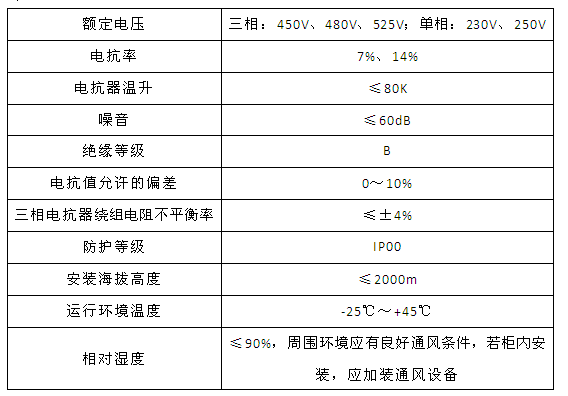 额定电压 三相：450V、480V、525V；单相：230V、250V
电抗率 7%、14%
电抗器温升 ≤80K
噪音 ≤60dB
绝缘等级 B
电抗值允许的偏差 0～10%
三相电抗器绕组电阻不平衡率 ≤±4%
防护等级 IP00
安装海拔高度 ≤2000m
运行环境温度 -25℃～+45℃
相对湿度 ≤90%，周围环境应有良好通风条件，若柜内安
装，应加装通风设备